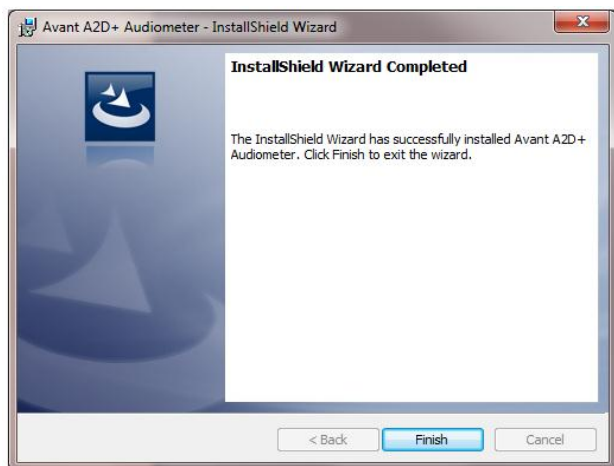 Avant A2D+ Audiometer - InstallShield Wizard
InstallShield Wizard Completed
The InstallShield Wizard has successfully installed Avant A2D+
Audiometer. Click Finish to exit the wizard.
< Back
Finish
Cancel